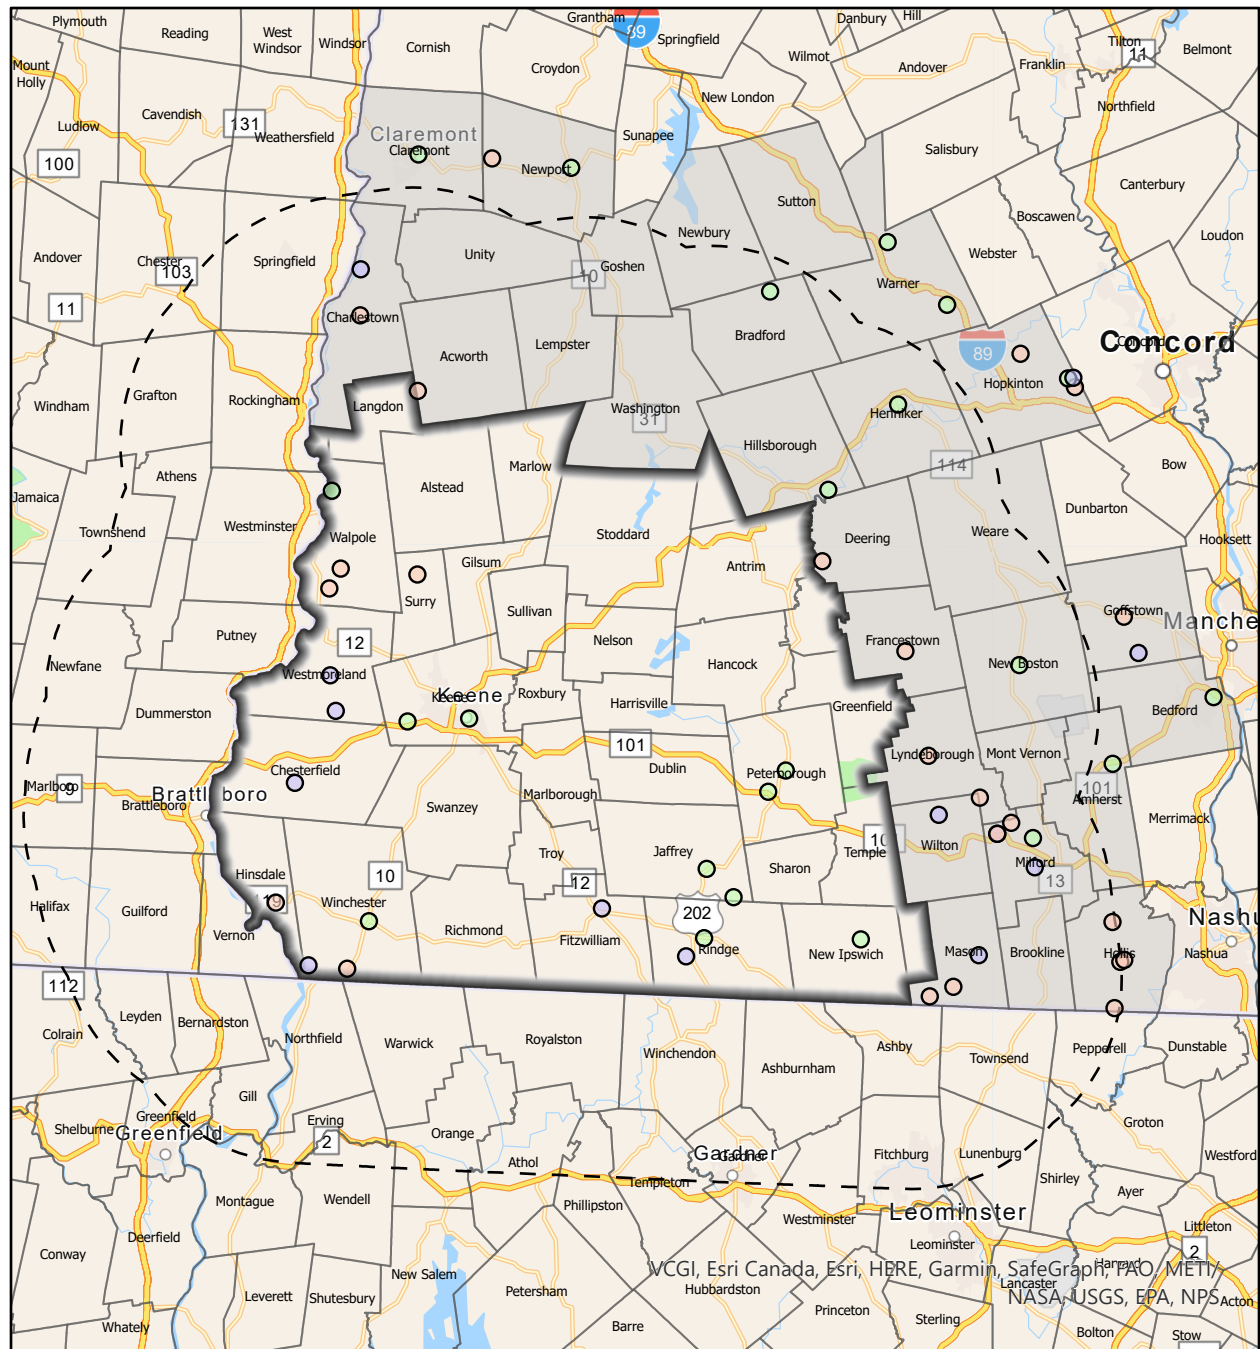 Plymouth
Reading
West
Windsor
Windsor
Cornish
Grantham
89
Springfield
Danbury
Hill
Wilmot
Andover
Franklin
Tilton
11
Belmont
Mount
Holly
Croydon
New London
Northfield
Cavendish
Ludlow
131
Weathersfield
Claremont
Claremont
Sunapee
Salisbury
100
Newport
Canterbury
Sutton
Boscawen
Newbury
Loudon
Andover
Chester
103
Springfield
Unity
Goshen
10
Webster
Warner
11
Charlestown
Bradford
Lempster
Acworth
89
Concord
Concord
Hopkinton
Windham
Grafton
Rockingham
Langdon
Washington
31
Henniker
Hillsborough
Athens
Marlow
114
Bow
Jamaica
Alstead
Townshend
Westminster
Walpole
Stoddard
Weare
Dunbarton
Deering
Hooksett
Gilsum
Antrim
Surry
Sullivan
Goffstown
Manche
Putney
12
Nelson
Francestown
Newfane
Westmoreland
Hancock
New Boston
Keene
Keene
Roxbury
Harrisville
Greenfield
Bedford
Dummerston
101
Lyndeborough
Mont Vernon
Chesterfield
Dublin
Peterborough
Marlboro
9
Brattleboro
Brattleboro
Marlborough
101
Amherst
Swanzey
Merrimack
10
Wilton
Troy
Jaffrey
Sharon
Temple
Milford
Hinsdale
10
12
13
119
Winchester
Halifax
Guilford
202
Nashu
Vernon
Richmond
Fitzwilliam
Rindge
New Ipswich
Mason
Brookline
Hollis
Nashua
112
Leyden
Bernardston
Colrain
Northfield
Warwick
Royalston
Winchendon
Ashby
Townsend
Pepperell
Dunstable
Ashburnham
Gill
Greenfield
Erving
Shelburne
Greenfield
2
Orange
Groton
Athol
Gardner
Gardner
Fitchburg
Lunenburg
Westford
Montague
Wendell
Templeton
Shirley
Ayer
Phillipston
Westminster
Leominster
Littleton
Deerfield
Leominster
2
Conway
New Salem
VCGI, Esri Canada, Esri, HERE, Garmin, SafeGraph, FAO, METI/
NASA, USGS, EPA, NPS
Harvard
Lancaster
Leverett
Shutesbury
Petersham
Hubbardston
Acton
Princeton
Sterling
Whately
Barre
Bolton
Stow